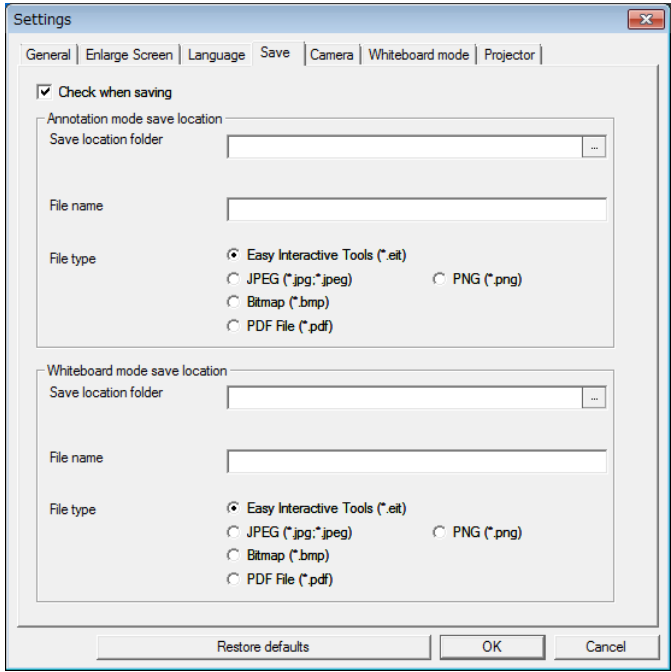 Settings
General Enlarge Screen Language Save Camera Whiteboard mode Projector
Check when saving
Annotation mode save location
Save location folder
...
File name
File type
Easy Interactive Tools (*.eit)
JPEG (*.jpg;*.jpeg) PNG (*.png)
Bitmap (*.bmp)
PDF File (*.pdf)
Whiteboard mode save location
Save location folder
...
File name
File type
Easy Interactive Tools (*.eit)
JPEG (*.jpg;*.jpeg) PNG (*.png)
Bitmap (*.bmp)
PDF File (*.pdf)
Restore defaults OK Cancel